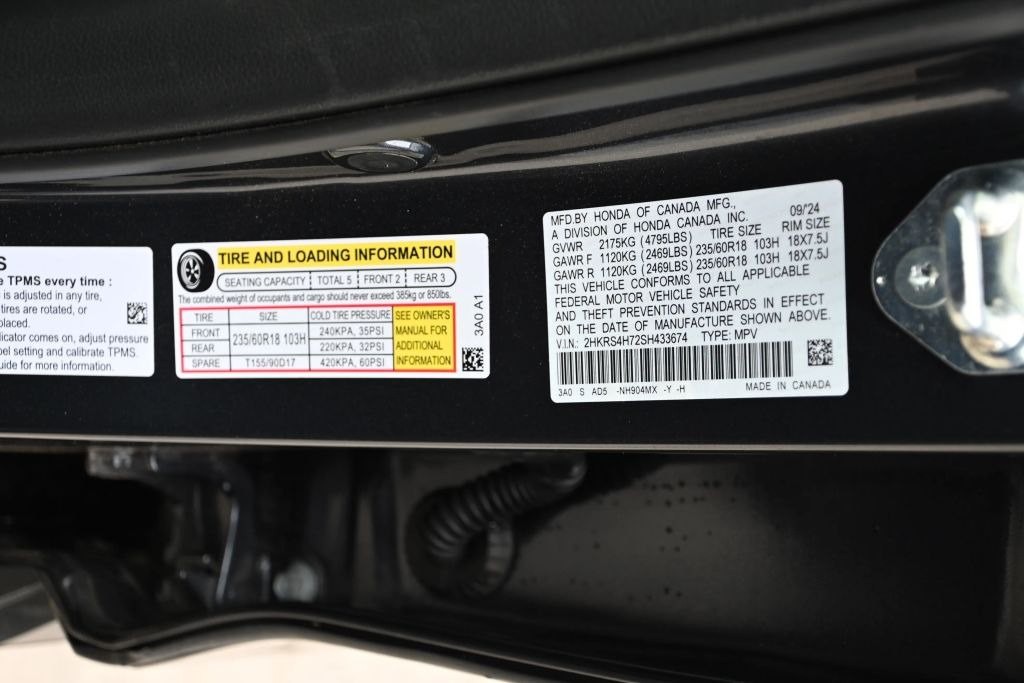 S
e TPMS every time :
is adjusted in any tire,
tires are rotated, or
placed.
icator comes on, adjust pressure
el setting and calibrate TPMS.
uide for more information.
TIRE AND LOADING INFORMATION
SEATING CAPACITY TOTAL 5 FRONT 2 REAR 3
The combined weight of occupants and cargo should never exceed 385kg or 850lbs.
TIRE SIZE COLD TIRE PRESSURE
FRONT 235/60R18 103H 240KPA, 35PSI
REAR 220KPA, 32PSI
SPARE T155/90D17 420KPA, 60PSI
SEE OWNER'S
MANUAL FOR
ADDITIONAL
INFORMATION
3A0 A1
MFD.BY HONDA OF CANADA MFG., 09/'24
A DIVISION OF HONDA CANADA INC.
GVWR 2175KG (4795LBS) TIRE SIZE RIM SIZE
GAWR F 1120KG (2469LBS) 235/60R18 103H 18X7.5J
GAWR R 1120KG (2469LBS) 235/60R18 103H 18X7.5J
THIS VEHICLE CONFORMS TO ALL APPLICABLE
FEDERAL MOTOR VEHICLE SAFETY
AND THEFT PREVENTION STANDARDS IN EFFECT
ON THE DATE OF MANUFACTURE SHOWN ABOVE.
V.I.N.: 2HKRS4H72SH433674 TYPE: MPV
3A0 S AD5 -NH904MX -Y -H MADE IN CANADA